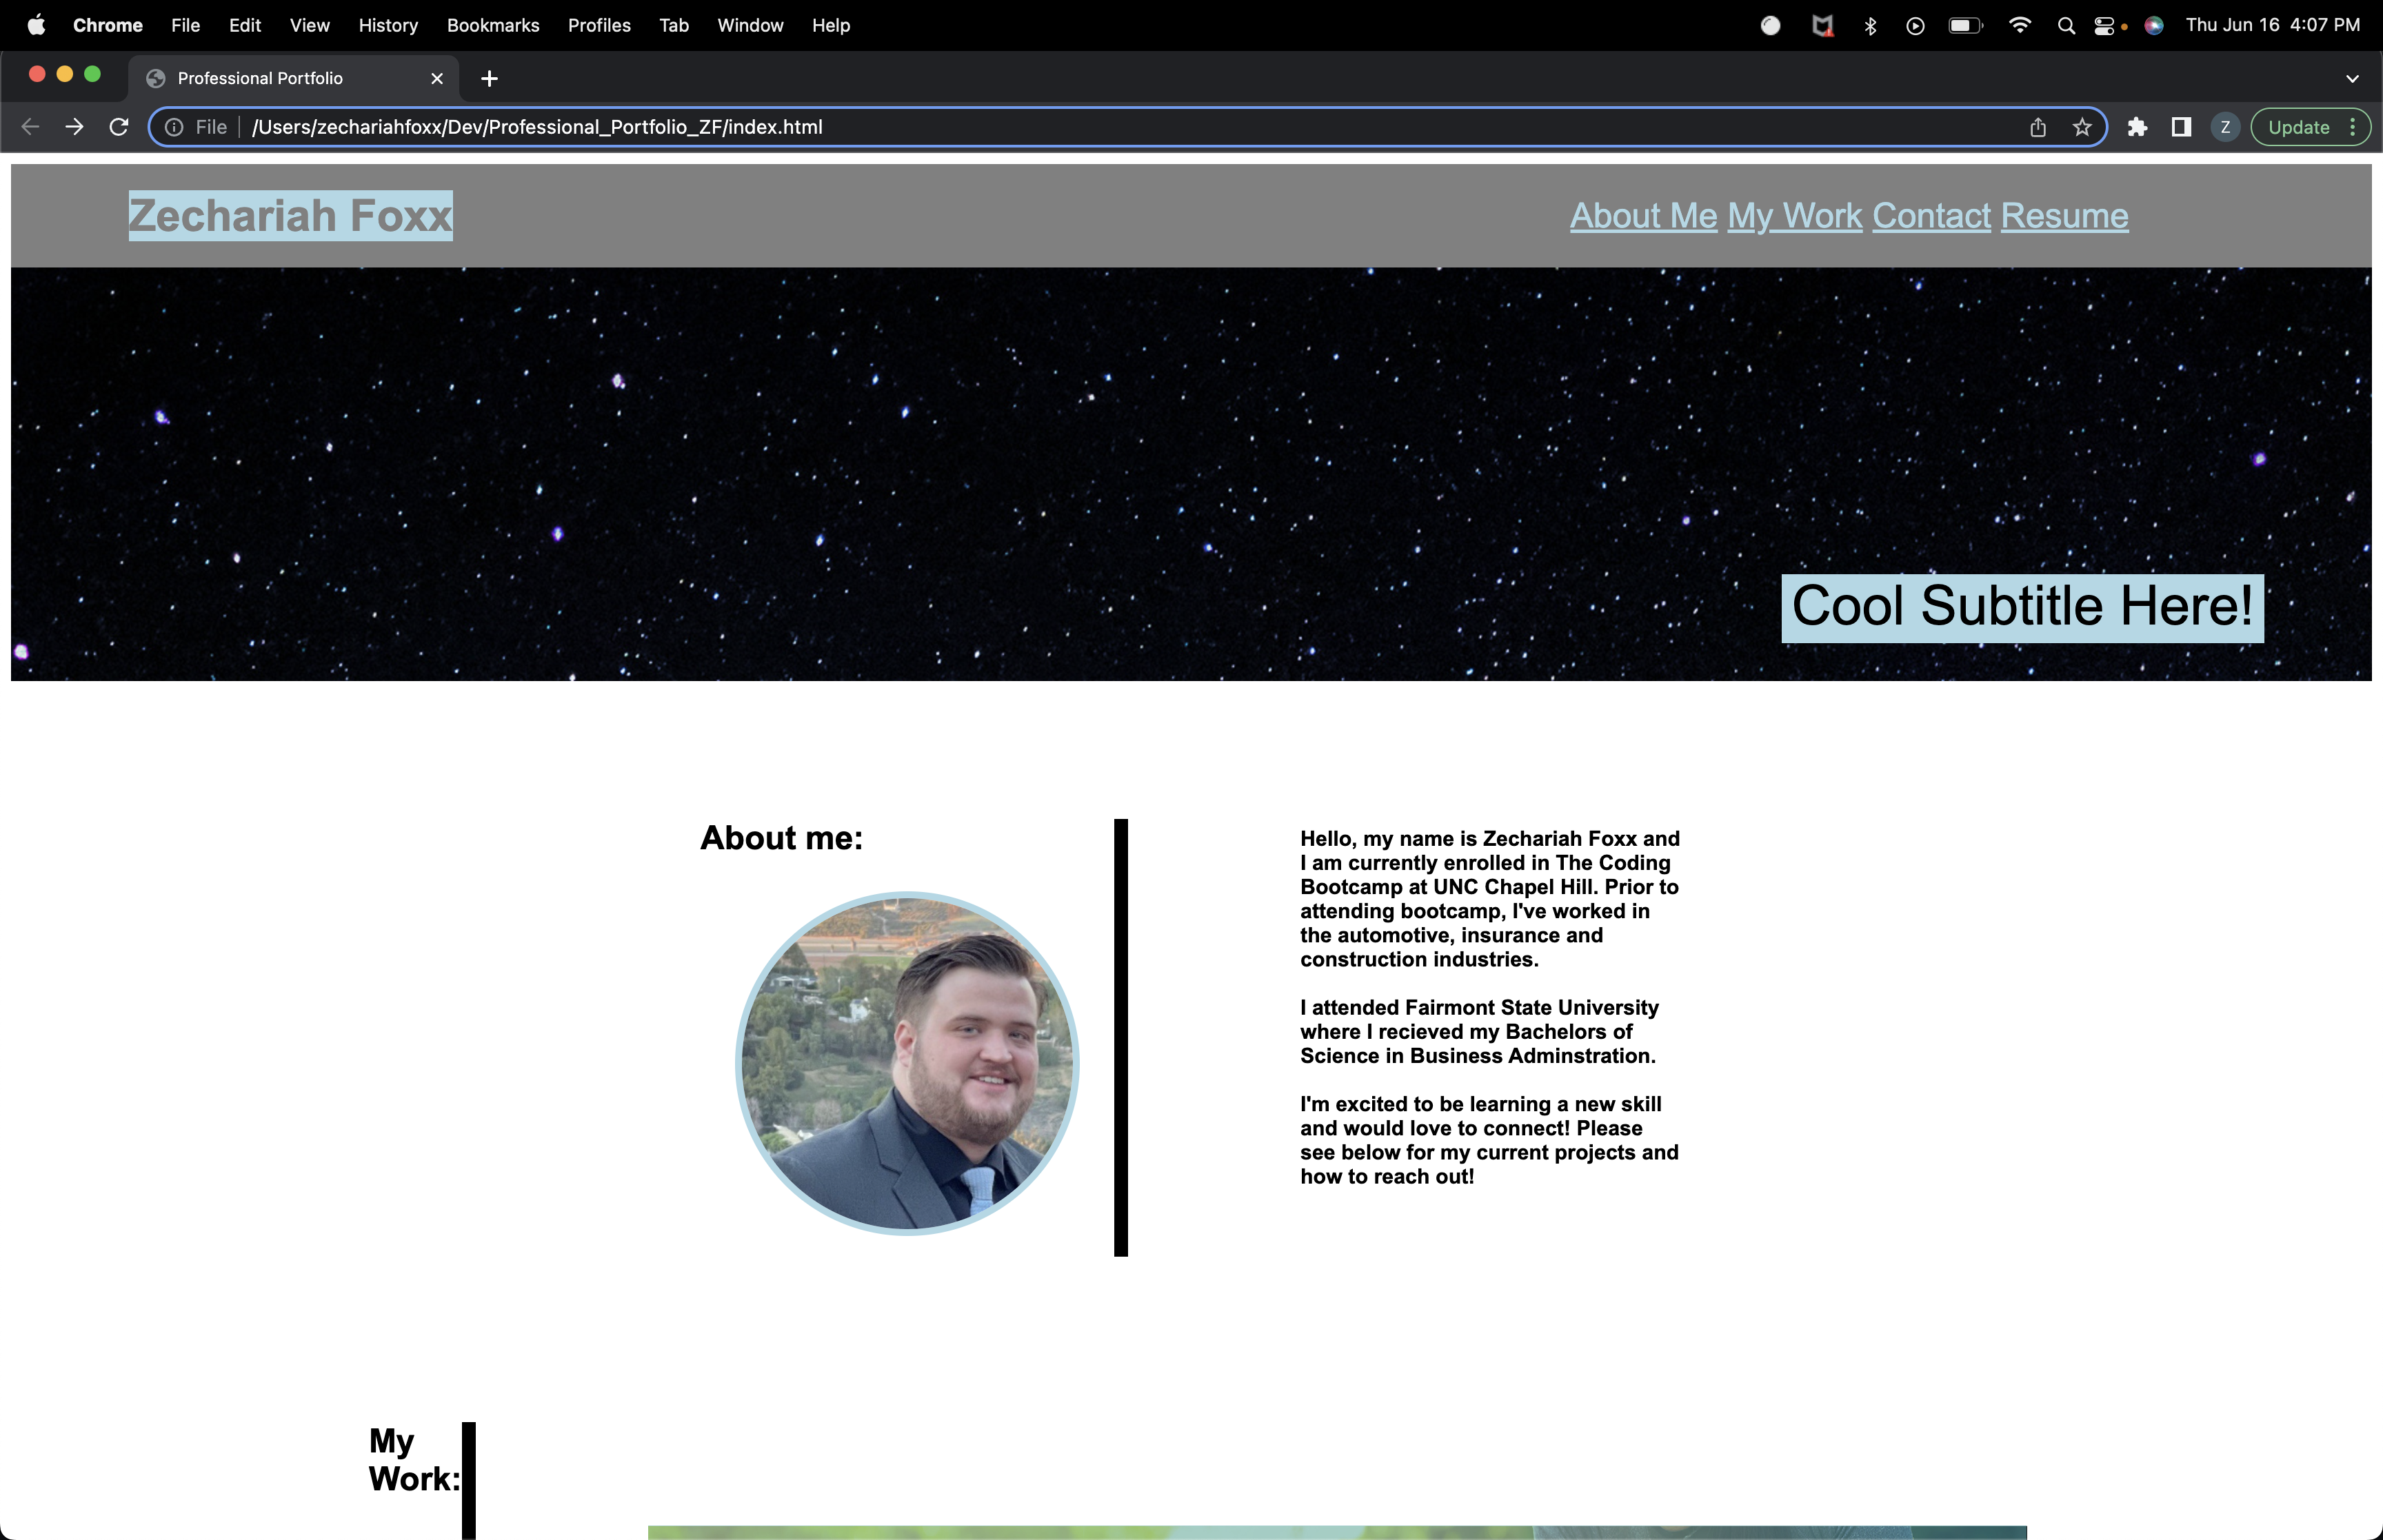 Chrome File Edit View History Bookmarks Profiles Tab Window Help Thu Jun 16 4:07 PM
Professional Portfolio
File /Users/zechariahfoxx/Dev/Professional_Portfolio_ZF/index.html Z Update
Zechariah Foxx About Me My Work Contact Resume
Cool Subtitle Here!
About me:
Hello, my name is Zechariah Foxx and
I am currently enrolled in The Coding
Bootcamp at UNC Chapel Hill. Prior to
attending bootcamp, I've worked in
the automotive, insurance and
construction industries.
I attended Fairmont State University
where I recieved my Bachelors of
Science in Business Adminstration.
I'm excited to be learning a new skill
and would love to connect! Please
see below for my current projects and
how to reach out!
My
Work: